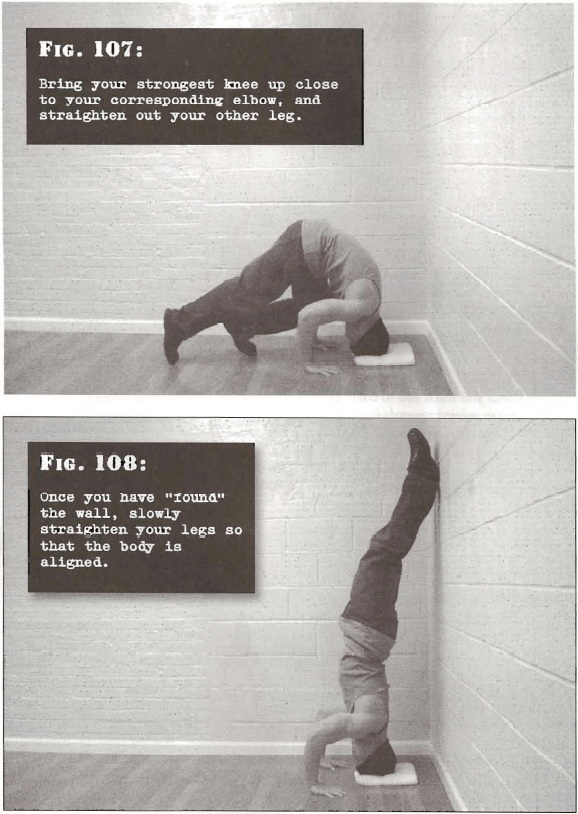 FIG. 107:
Bring your strongest knee up close
to your corresponding elbow, and
straighten out your other leg.
FIG. 108:
Once you have "found"
the wall, slowly
straighten your legs so
that the body is
aligned.